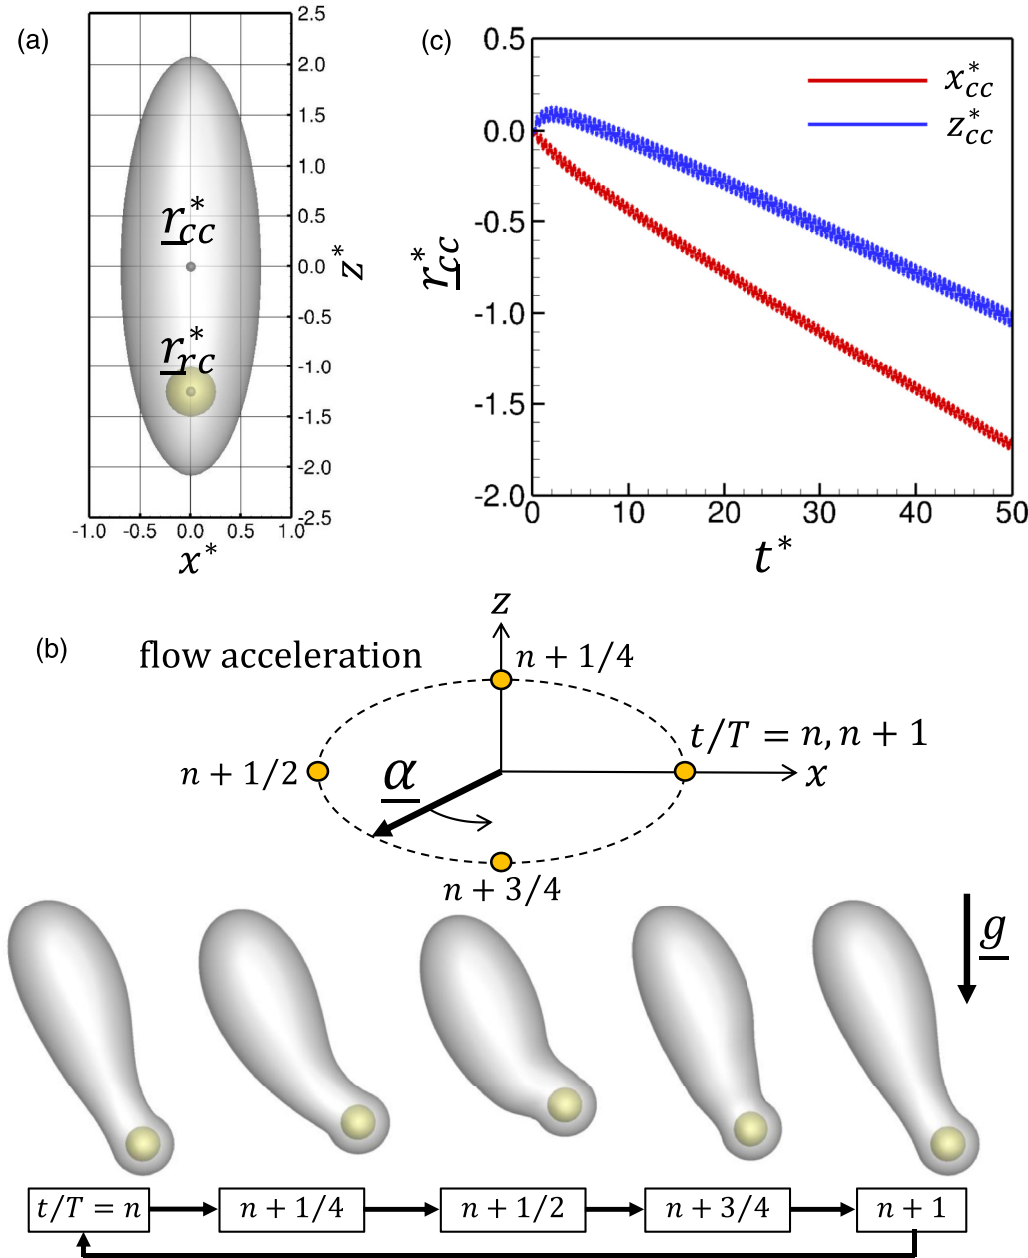 (a)
2.5
2.0
1.5
1.0
0.5
0.0
-0.5
-1.0
-1.5
-2.0
-2.5
z*
r*cc
r*rc
-1.0 -0.5 0.0 0.5 1.0
x*
(c)
0.5
0.0
-0.5
-1.0
-1.5
-2.0
r*cc
x*cc
z*cc
0 10 20 30 40 50
t*
(b)
flow acceleration
z
n + 1/4
t/T = n, n + 1
n + 1/2
α
x
n + 3/4
g
t/T = n n + 1/4 n + 1/2 n + 3/4 n + 1